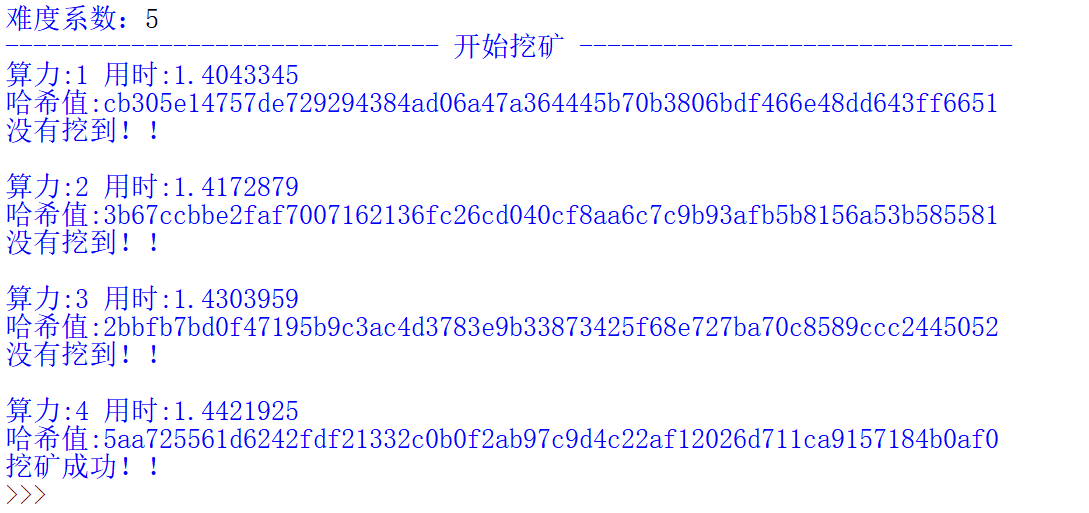 难度系数：5
------------------------------- 开始挖矿 -------------------------------
算力:1 用时:1.4043345
哈希值:cb305e14757de729294384ad06a47a364445b70b3806bdf466e48dd643ff6651
没有挖到！！
算力:2 用时:1.4172879
哈希值:3b67ccbbe2faf7007162136fc26cd040cf8aa6c7c9b93afb5b8156a53b585581
没有挖到！！
算力:3 用时:1.4303959
哈希值:2bbfb7bd0f47195b9c3ac4d3783e9b33873425f68e727ba70c8589ccc2445052
没有挖到！！
算力:4 用时:1.4421925
哈希值:5aa725561d6242fdf21332c0b0f2ab97c9d4c22af12026d711ca9157184b0af0
挖矿成功！！
>>>